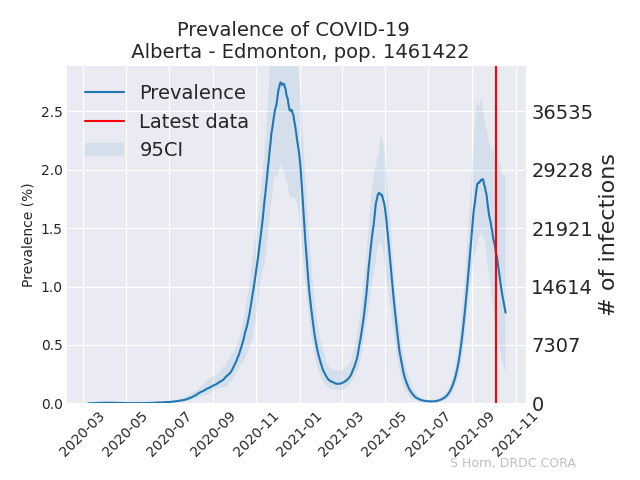 Prevalence of COVID-19
Alberta - Edmonton, pop. 1461422
Prevalence
Latest data
95CI
Prevalence (%)
2.5
2.0
1.5
1.0
0.5
0.0
36535
29228
21921
14614
7307
0
# of infections
2020-03
2020-05
2020-07
2020-09
2020-11
2021-01
2021-03
2021-05
2021-07
2021-09
2021-11
S Horn, DRDC CORA